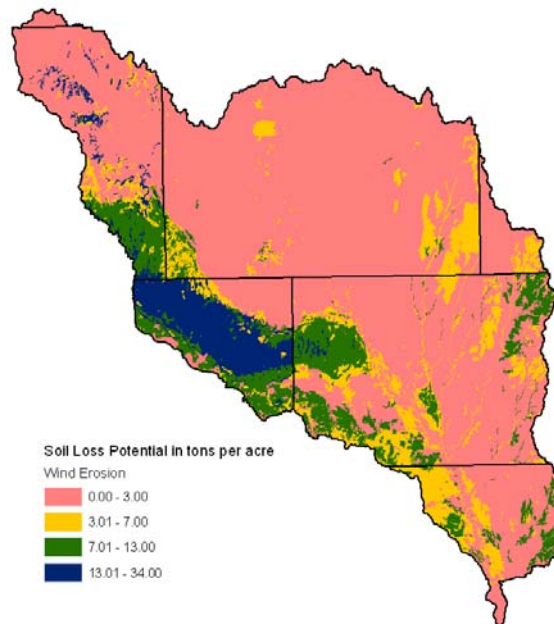 Soil Loss Potential in tons per acre
Wind Erosion
0.00 - 3.00
3.01 - 7.00
7.01 - 13.00
13.01 - 34.00